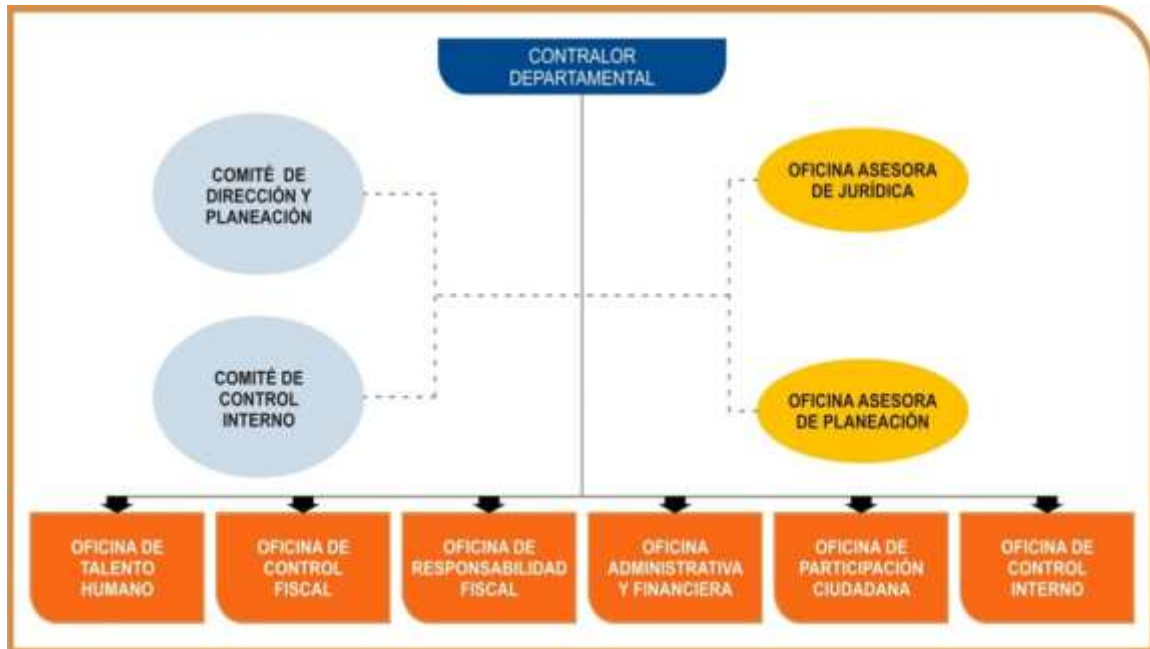 CONTRALOR
DEPARTAMENTAL
COMITÉ DE
DIRECCIÓN Y
PLANEACIÓN
OFICINA ASESORA
DE JURÍDICA
COMITÉ DE
CONTROL
INTERNO
OFICINA ASESORA
DE PLANEACIÓN
OFICINA DE
TALENTO
HUMANO
OFICINA DE
CONTROL
FISCAL
OFICINA DE
RESPONSABILIDAD
FISCAL
OFICINA
ADMINISTRATIVA
Y FINANCIERA
OFICINA DE
PARTICIPACIÓN
CIUDADANA
OFICINA DE
CONTROL
INTERNO